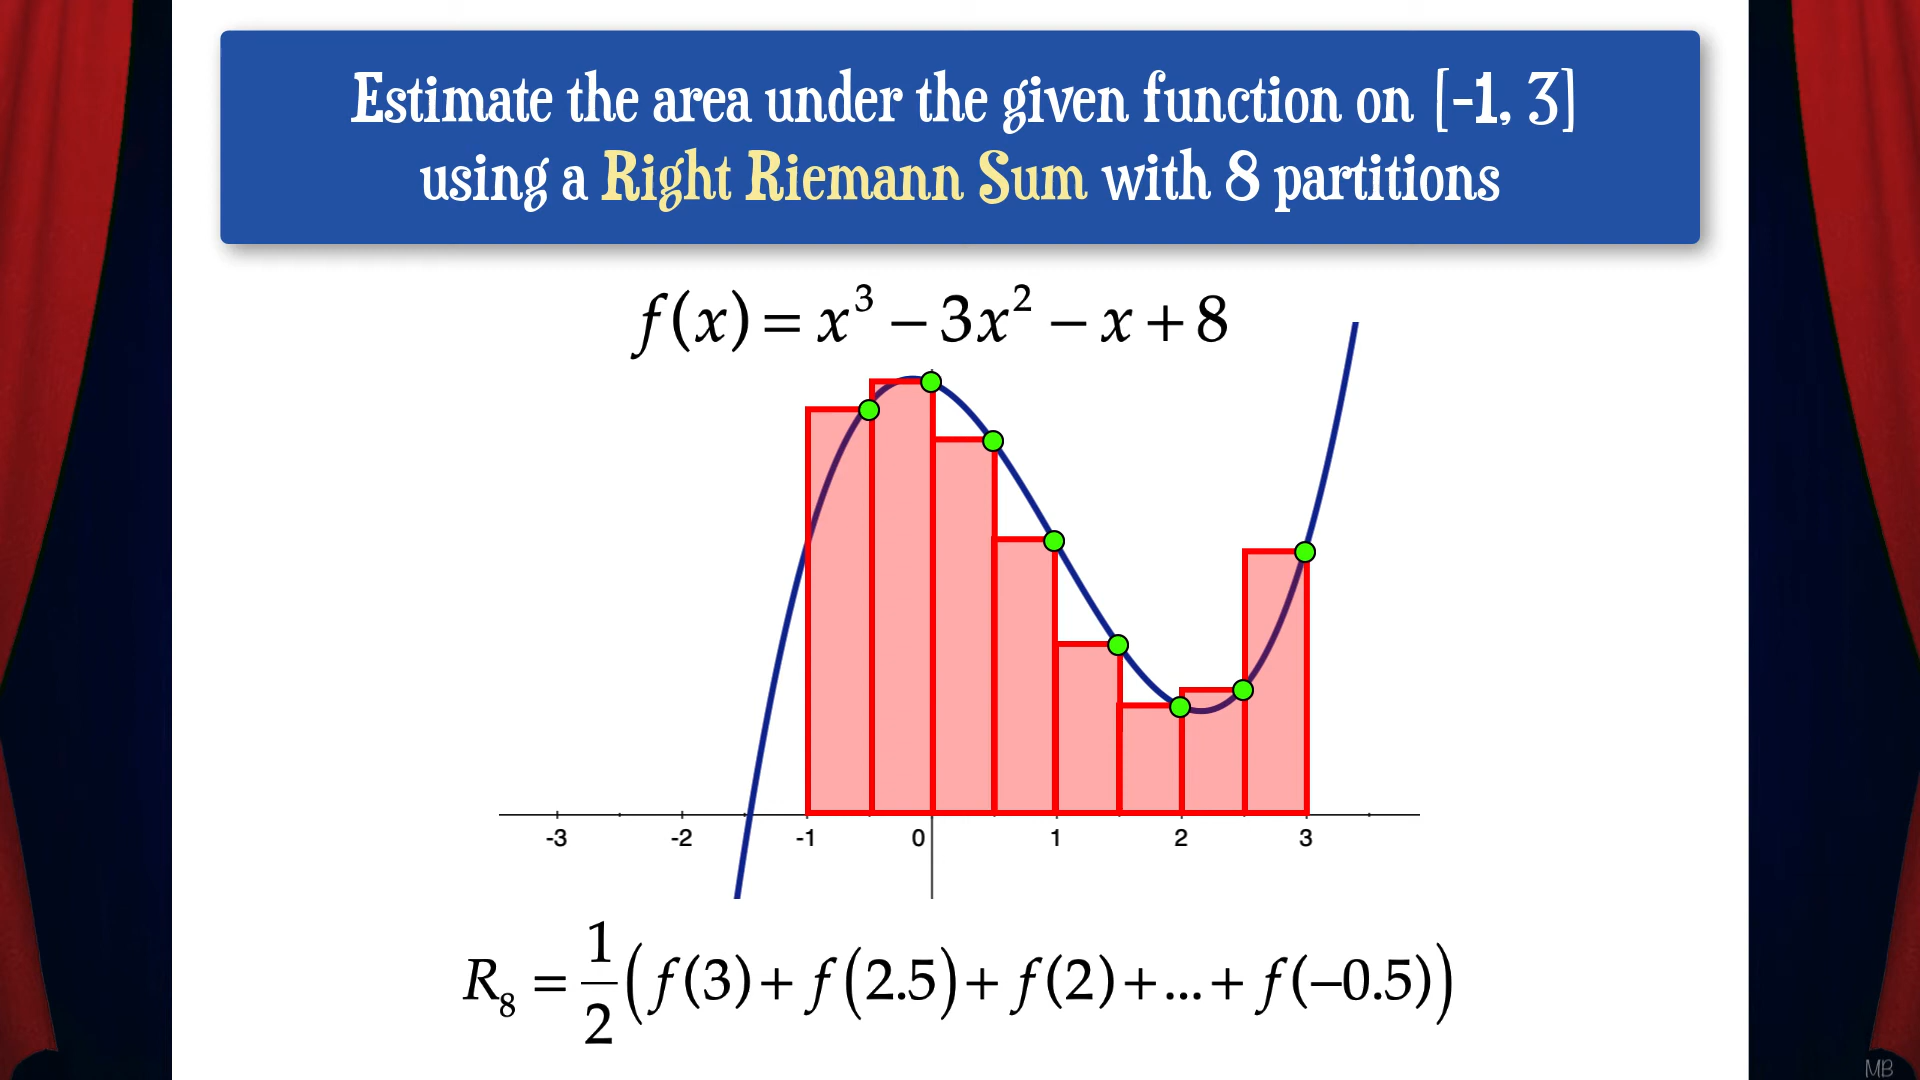 Estimate the area under the given function on [-1, 3]
using a Right Riemann Sum with 8 partitions
f(x) = x³ − 3x² − x + 8
-3 -2 -1 0 1 2 3
R₈ = 1/2 ( f(3) + f(2.5) + f(2) + ... + f(−0.5) )
MB